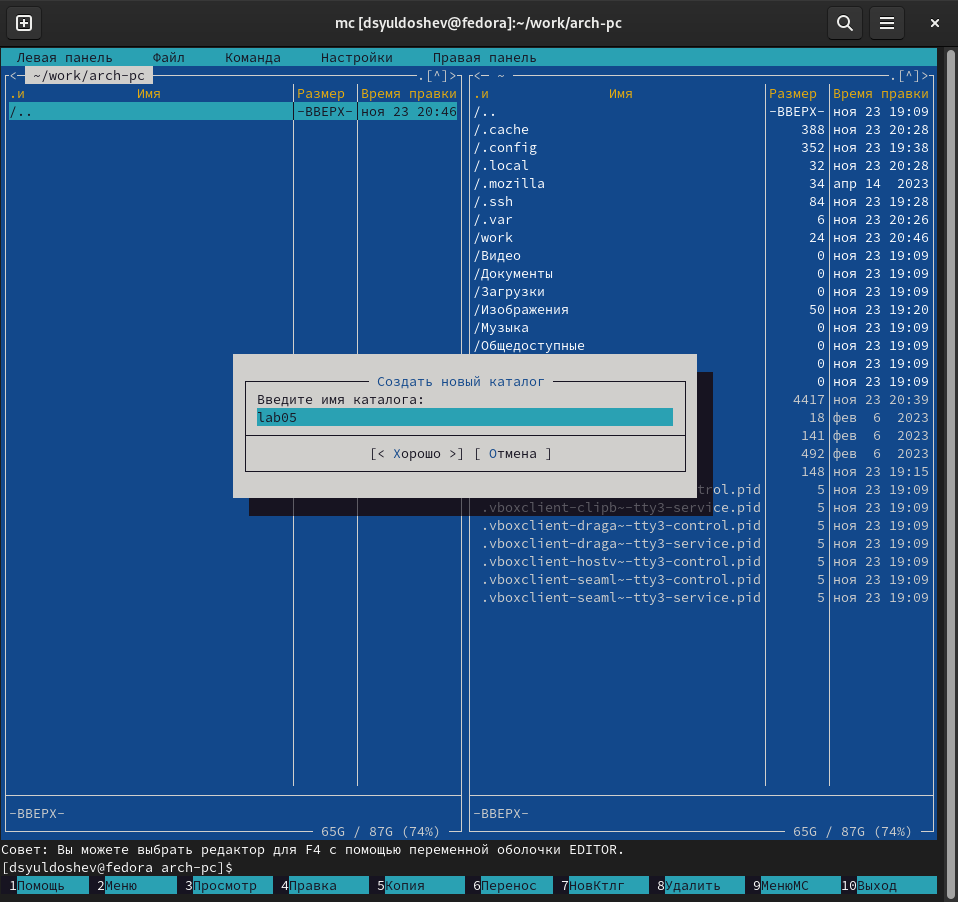 mc [dsyuldoshev@fedora]:~/work/arch-pc
Левая панель Файл Команда Настройки Правая панель
<─ ~/work/arch-pc .[^]> <─ ~ .[^]>
.и Имя Размер Время правки .и Имя Размер Время правки
/.. -ВВЕРХ- ноя 23 20:46 /.. -ВВЕРХ- ноя 23 19:09
/.cache 388 ноя 23 20:28
/.config 352 ноя 23 19:38
/.local 32 ноя 23 20:28
/.mozilla 34 апр 14 2023
/.ssh 84 ноя 23 19:28
/.var 6 ноя 23 20:26
/work 24 ноя 23 20:46
/Видео 0 ноя 23 19:09
/Документы 0 ноя 23 19:09
/Загрузки 0 ноя 23 19:09
/Изображения 50 ноя 23 19:20
/Музыка 0 ноя 23 19:09
/Общедоступные 0 ноя 23 19:09
0 ноя 23 19:09
Создать новый каталог 0 ноя 23 19:09
Введите имя каталога: 4417 ноя 23 20:39
lab05 18 фев 6 2023
141 фев 6 2023
[< Хорошо >] [ Отмена ] 492 фев 6 2023
148 ноя 23 19:15
trol.pid 5 ноя 23 19:09
.vboxclient-clipb~-tty3-service.pid 5 ноя 23 19:09
.vboxclient-draga~-tty3-control.pid 5 ноя 23 19:09
.vboxclient-draga~-tty3-service.pid 5 ноя 23 19:09
.vboxclient-hostv~-tty3-control.pid 5 ноя 23 19:09
.vboxclient-seaml~-tty3-control.pid 5 ноя 23 19:09
.vboxclient-seaml~-tty3-service.pid 5 ноя 23 19:09
-ВВЕРХ- -ВВЕРХ-
65G / 87G (74%) 65G / 87G (74%)
Совет: Вы можете выбрать редактор для F4 с помощью переменной оболочки EDITOR.
[dsyuldoshev@fedora arch-pc]$
1Помощь 2Меню 3Просмотр 4Правка 5Копия 6Перенос 7НовКтлг 8Удалить 9МенюMC 10Выход